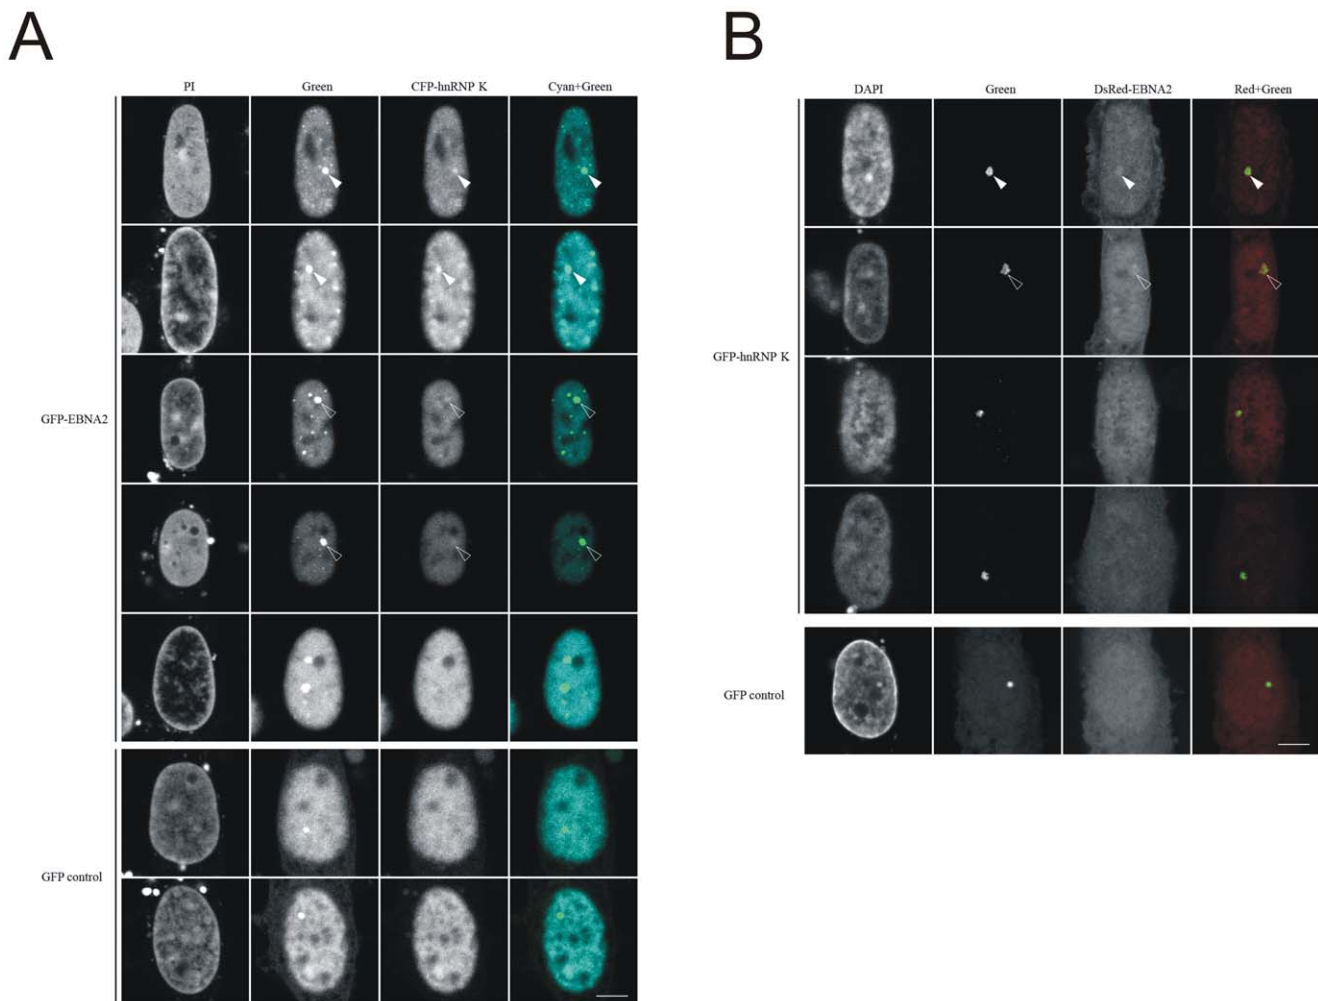 A
B
PI Green CFP-hnRNP K Cyan+Green
DAPI Green DsRed-EBNA2 Red+Green
GFP-EBNA2
GFP-hnRNP K
GFP control
GFP control